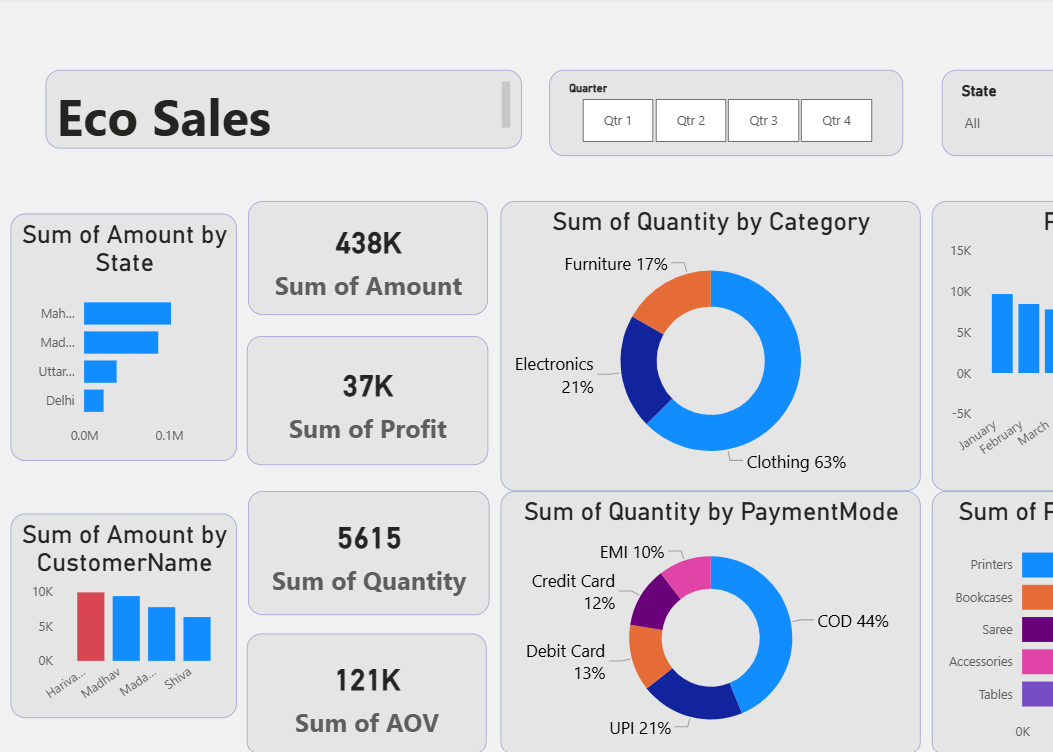 Eco Sales
Quarter
Qtr 1
Qtr 2
Qtr 3
Qtr 4
State
All
Sum of Amount by
State
Mah...
Mad...
Uttar...
Delhi
0.0M
0.1M
438K
Sum of Amount
37K
Sum of Profit
Sum of Quantity by Category
Furniture 17%
Electronics
21%
Clothing 63%
15K
10K
5K
0K
-5K
January
February
March
Sum of Amount by
CustomerName
10K
5K
0K
Hariva...
Madhav
Mada...
Shiva
5615
Sum of Quantity
121K
Sum of AOV
Sum of Quantity by PaymentMode
EMI 10%
Credit Card
12%
Debit Card
13%
UPI 21%
COD 44%
Sum of P
Printers
Bookcases
Saree
Accessories
Tables
0K